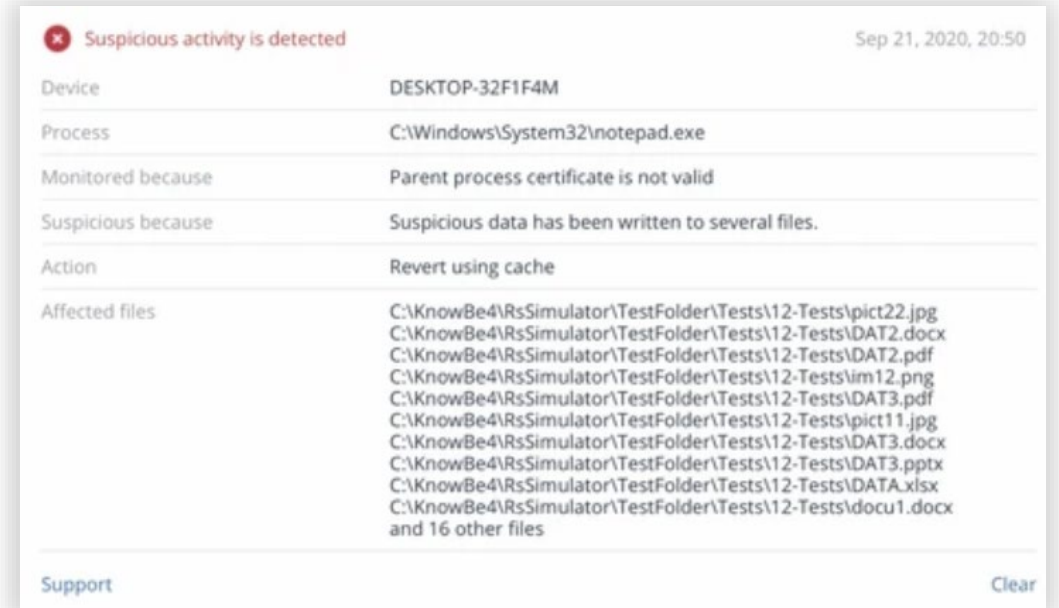 Suspicious activity is detected Sep 21, 2020, 20:50
Device DESKTOP-32F1F4M
Process C:\Windows\System32\notepad.exe
Monitored because Parent process certificate is not valid
Suspicious because Suspicious data has been written to several files.
Action Revert using cache
Affected files C:\KnowBe4\RsSimulator\TestFolder\Tests\12-Tests\pict22.jpg
C:\KnowBe4\RsSimulator\TestFolder\Tests\12-Tests\DAT2.docx
C:\KnowBe4\RsSimulator\TestFolder\Tests\12-Tests\DAT2.pdf
C:\KnowBe4\RsSimulator\TestFolder\Tests\12-Tests\im12.png
C:\KnowBe4\RsSimulator\TestFolder\Tests\12-Tests\DAT3.pdf
C:\KnowBe4\RsSimulator\TestFolder\Tests\12-Tests\pict11.jpg
C:\KnowBe4\RsSimulator\TestFolder\Tests\12-Tests\DAT3.docx
C:\KnowBe4\RsSimulator\TestFolder\Tests\12-Tests\DAT3.pptx
C:\KnowBe4\RsSimulator\TestFolder\Tests\12-Tests\DATA.xlsx
C:\KnowBe4\RsSimulator\TestFolder\Tests\12-Tests\docu1.docx
and 16 other files
Support Clear